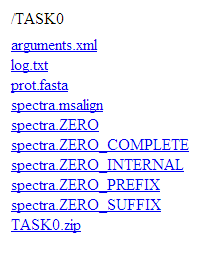 /TASK0
arguments.xml
log.txt
prot.fasta
spectra.msalign
spectra.ZERO
spectra.ZERO_COMPLETE
spectra.ZERO_INTERNAL
spectra.ZERO_PREFIX
spectra.ZERO_SUFFIX
TASK0.zip